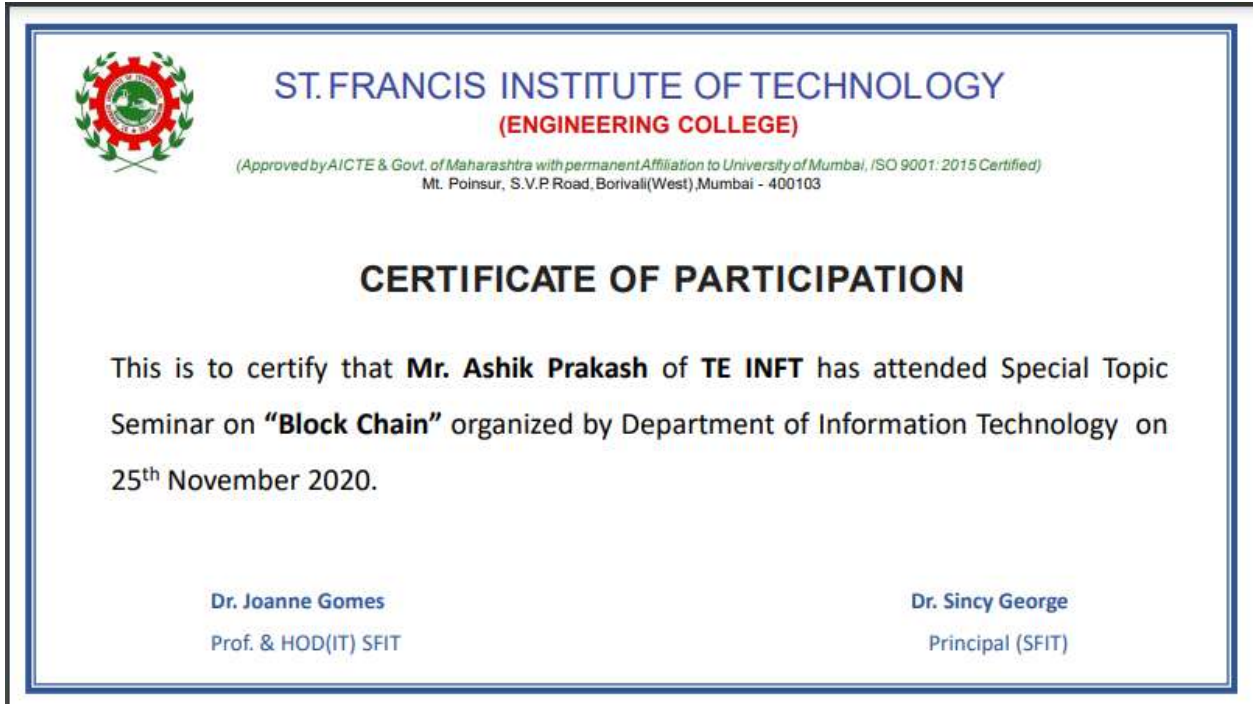 ST. FRANCIS INSTITUTE OF TECHNOLOGY
(ENGINEERING COLLEGE)
(Approved by AICTE & Govt. of Maharashtra with permanent Affiliation to University of Mumbai, ISO 9001: 2015 Certified)
Mt. Poinsur, S.V.P. Road, Borivali(West),Mumbai - 400103
CERTIFICATE OF PARTICIPATION
This is to certify that Mr. Ashik Prakash of TE INFT has attended Special Topic
Seminar on “Block Chain” organized by Department of Information Technology on
25th November 2020.
Dr. Joanne Gomes Dr. Sincy George
Prof. & HOD(IT) SFIT Principal (SFIT)